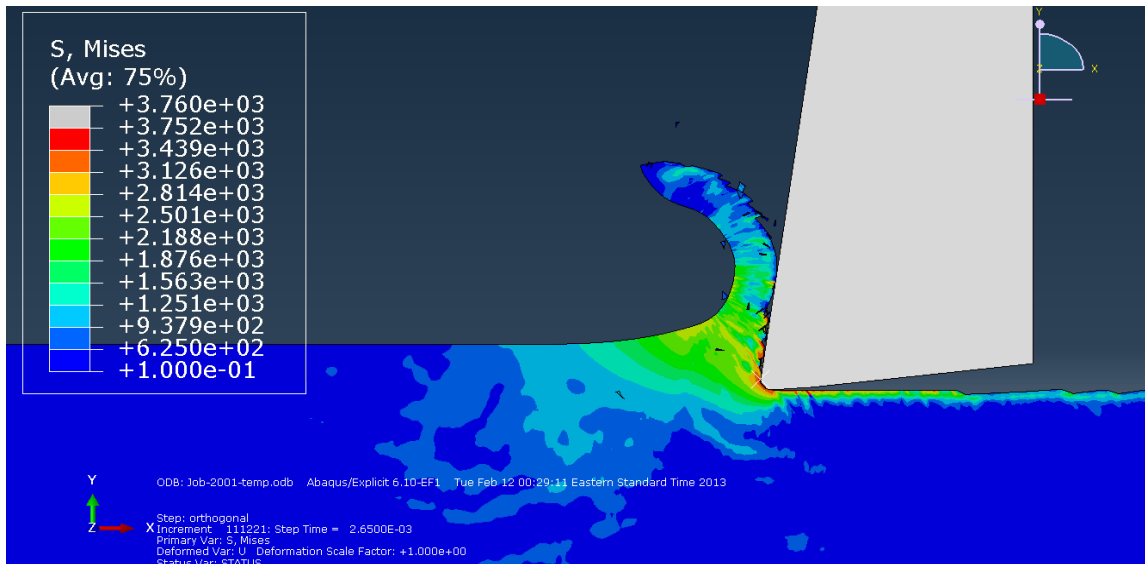 S, Mises
(Avg: 75%)
+3.760e+03
+3.752e+03
+3.439e+03
+3.126e+03
+2.814e+03
+2.501e+03
+2.188e+03
+1.876e+03
+1.563e+03
+1.251e+03
+9.379e+02
+6.250e+02
+1.000e-01
Y
Z
X
Y
Z
X
ODB: Job-2001-temp.odb Abaqus/Explicit 6.10-EF1 Tue Feb 12 00:29:11 Eastern Standard Time 2013
Step: orthogonal
Increment 111221: Step Time = 2.6500E-03
Primary Var: S, Mises
Deformed Var: U Deformation Scale Factor: +1.000e+00
Status Var: STATUS